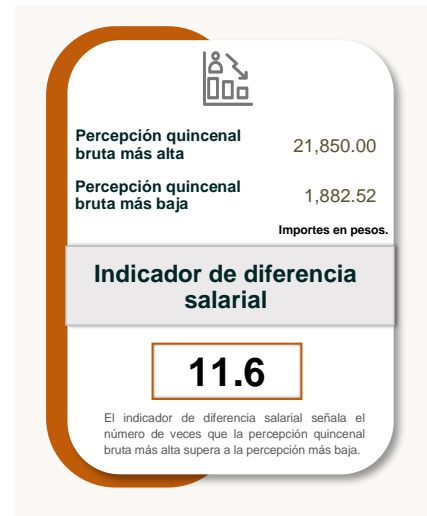 Percepción quincenal
bruta más alta
21,850.00
Percepción quincenal
bruta más baja
1,882.52
Importes en pesos.
Indicador de diferencia
salarial
11.6
El indicador de diferencia salarial señala el
número de veces que la percepción quincenal
bruta más alta supera a la percepción más baja.